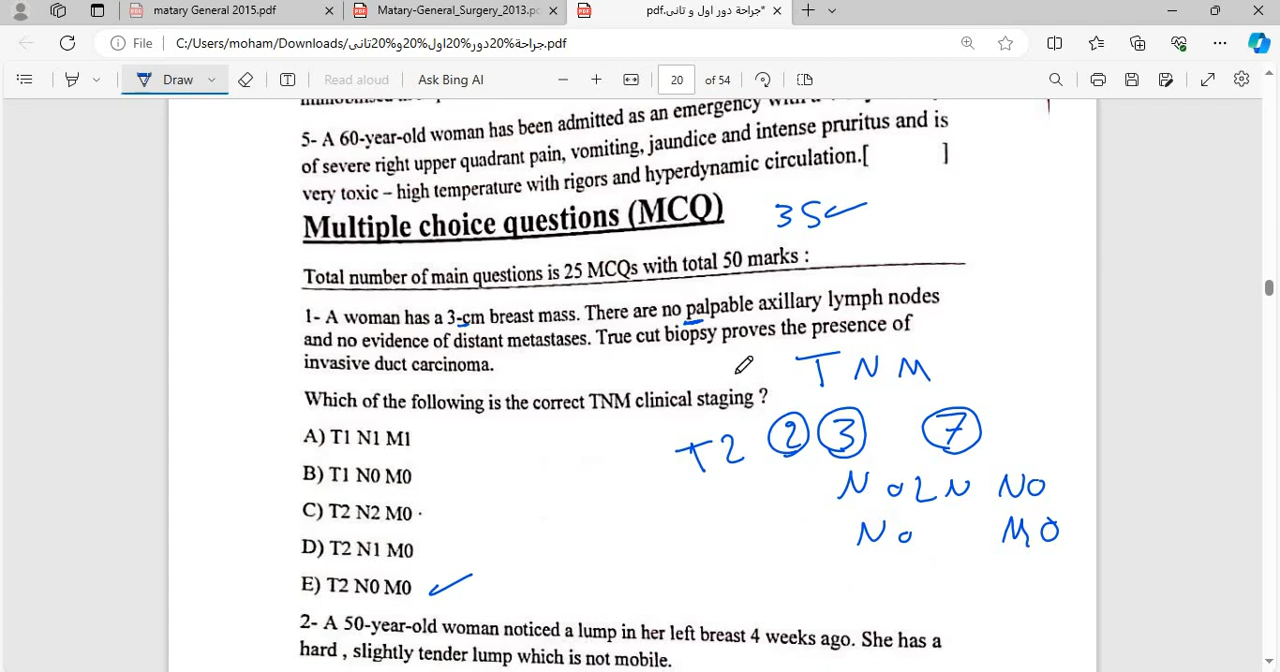 matary General 2015.pdf
Matary-General_Surgery_2013.pc
*جراحة دور اول و ثانى.pdf
File
C:/Users/moham/Downloads/جراحة%20دور%20اول%20و%20ثانى.pdf
Draw
Read aloud
Ask Bing AI
20
of 54
5- A 60-year-old woman has been admitted as an emergency with a
of severe right upper quadrant pain, vomiting, jaundice and intense pruritus and is
very toxic – high temperature with rigors and hyperdynamic circulation.[ ]
Multiple choice questions (MCQ)
35
Total number of main questions is 25 MCQs with total 50 marks :
1- A woman has a 3-cm breast mass. There are no palpable axillary lymph nodes
and no evidence of distant metastases. True cut biopsy proves the presence of
invasive duct carcinoma.
T N M
Which of the following is the correct TNM clinical staging ?
T2 2 3 7
A) T1 N1 M1
B) T1 N0 M0
N o L N N0
C) T2 N2 M0
No M0
D) T2 N1 M0
E) T2 N0 M0
2- A 50-year-old woman noticed a lump in her left breast 4 weeks ago. She has a
hard , slightly tender lump which is not mobile.